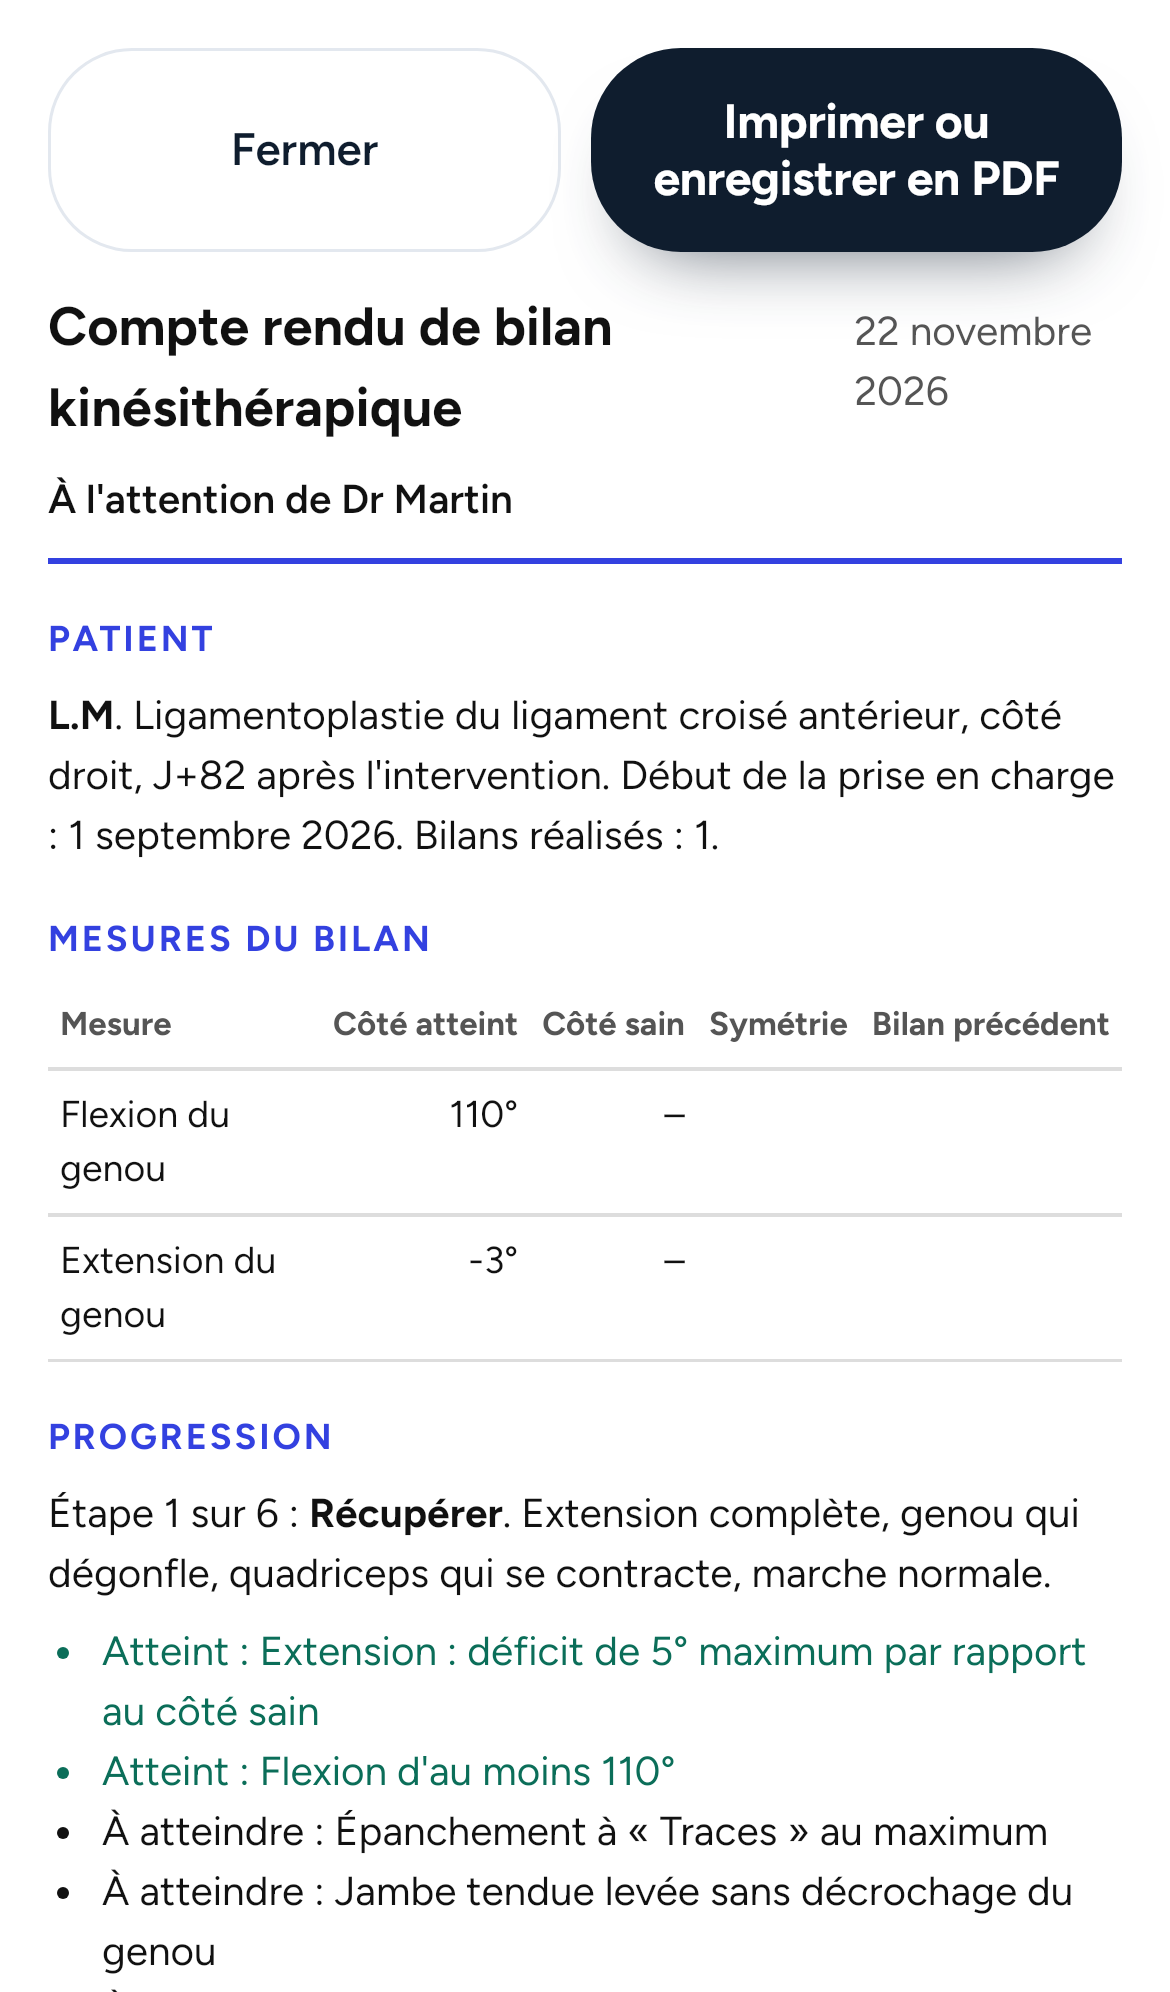 Fermer
Imprimer ou
enregistrer en PDF
Compte rendu de bilan
kinésithérapique
22 novembre
2026
À l'attention de Dr Martin
PATIENT
L.M. Ligamentoplastie du ligament croisé antérieur, côté
droit, J+82 après l'intervention. Début de la prise en charge
: 1 septembre 2026. Bilans réalisés : 1.
MESURES DU BILAN
Mesure Côté atteint Côté sain Symétrie Bilan précédent
Flexion du 110° –
genou
Extension du -3° –
genou
PROGRESSION
Étape 1 sur 6 : Récupérer. Extension complète, genou qui
dégonfle, quadriceps qui se contracte, marche normale.
• Atteint : Extension : déficit de 5° maximum par rapport
au côté sain
• Atteint : Flexion d'au moins 110°
• À atteindre : Épanchement à « Traces » au maximum
• À atteindre : Jambe tendue levée sans décrochage du
genou